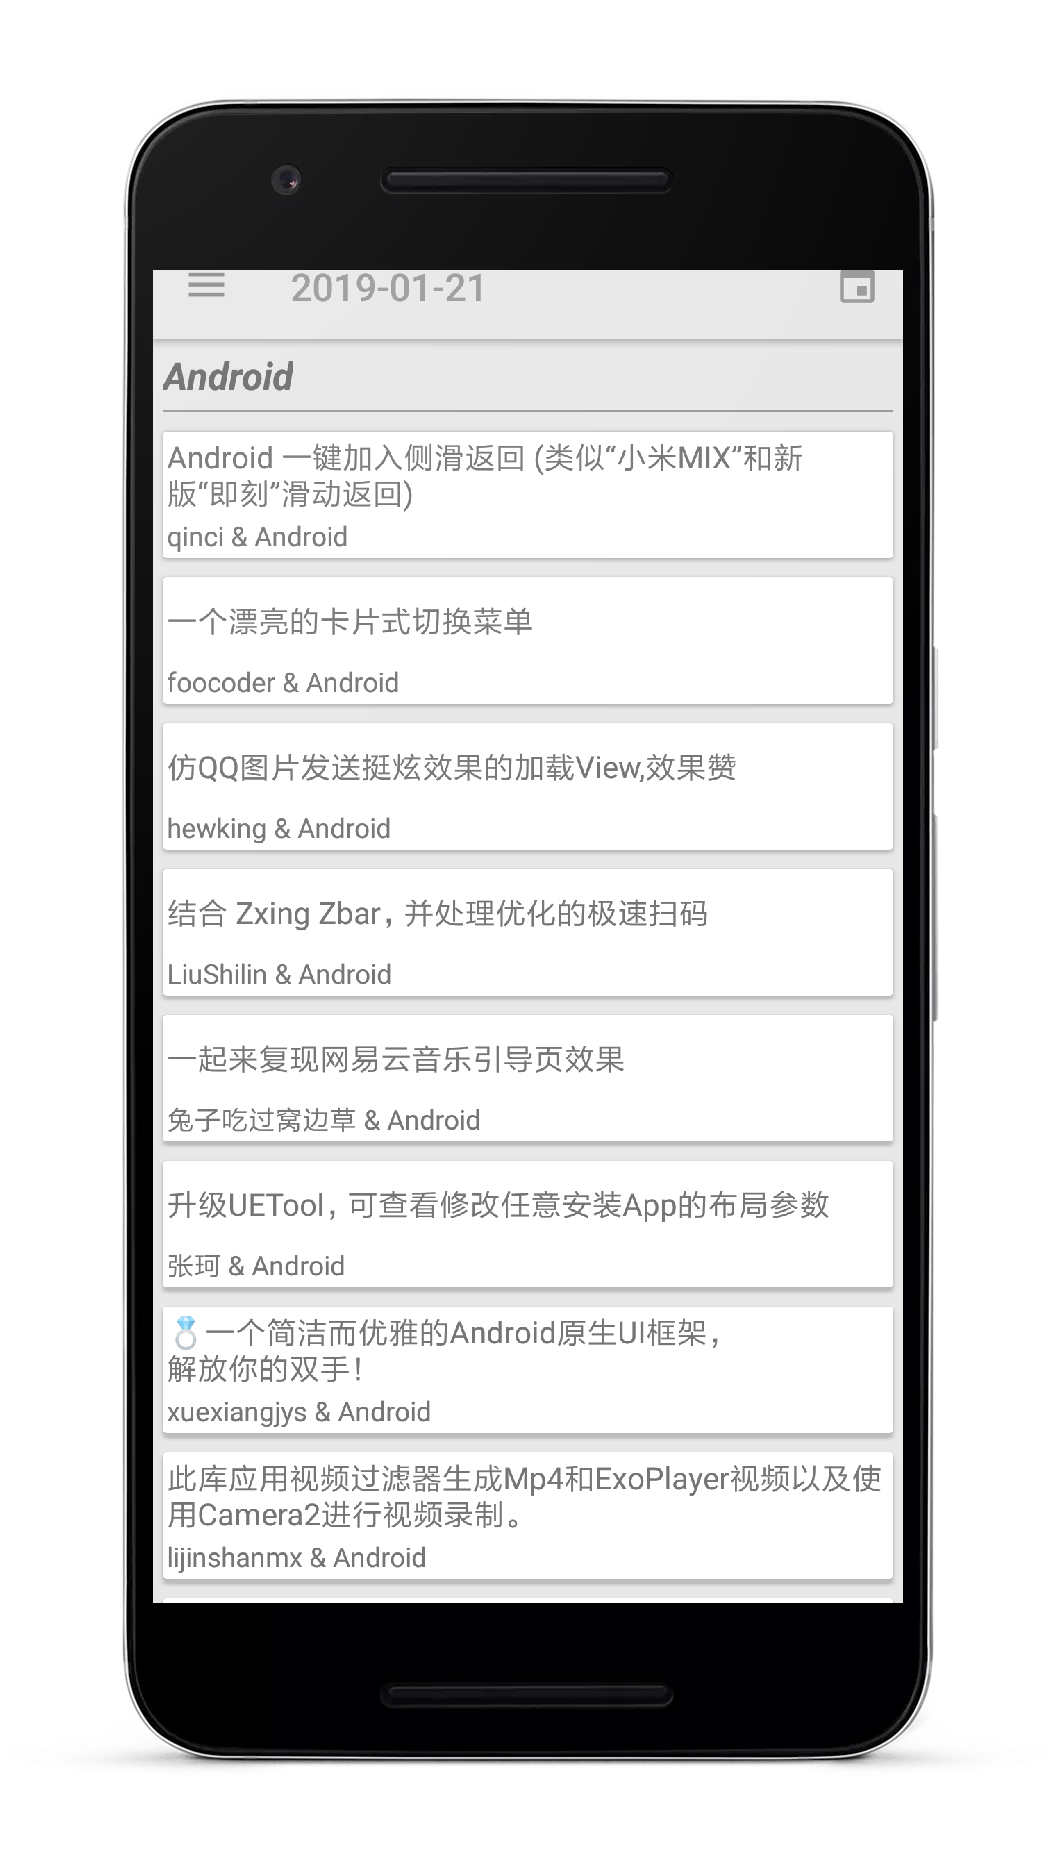 2019-01-21
Android
Android 一键加入侧滑返回 (类似“小米MIX”和新
版“即刻”滑动返回)
qinci & Android
一个漂亮的卡片式切换菜单
foocoder & Android
仿QQ图片发送挺炫效果的加载View,效果赞
hewking & Android
结合 Zxing Zbar，并处理优化的极速扫码
LiuShilin & Android
一起来复现网易云音乐引导页效果
兔子吃过窝边草 & Android
升级UETool，可查看修改任意安装App的布局参数
张珂 & Android
💍一个简洁而优雅的Android原生UI框架，
解放你的双手！
xuexiangjys & Android
此库应用视频过滤器生成Mp4和ExoPlayer视频以及使
用Camera2进行视频录制。
lijinshanmx & Android